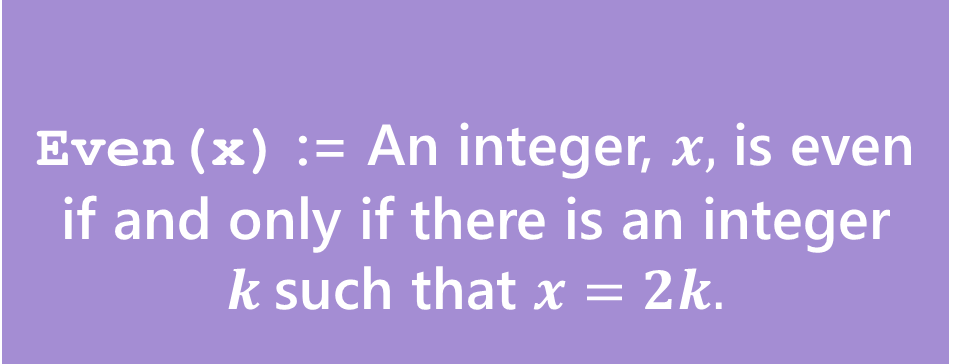 Even(x) := An integer, x, is even
if and only if there is an integer
k such that x = 2k.